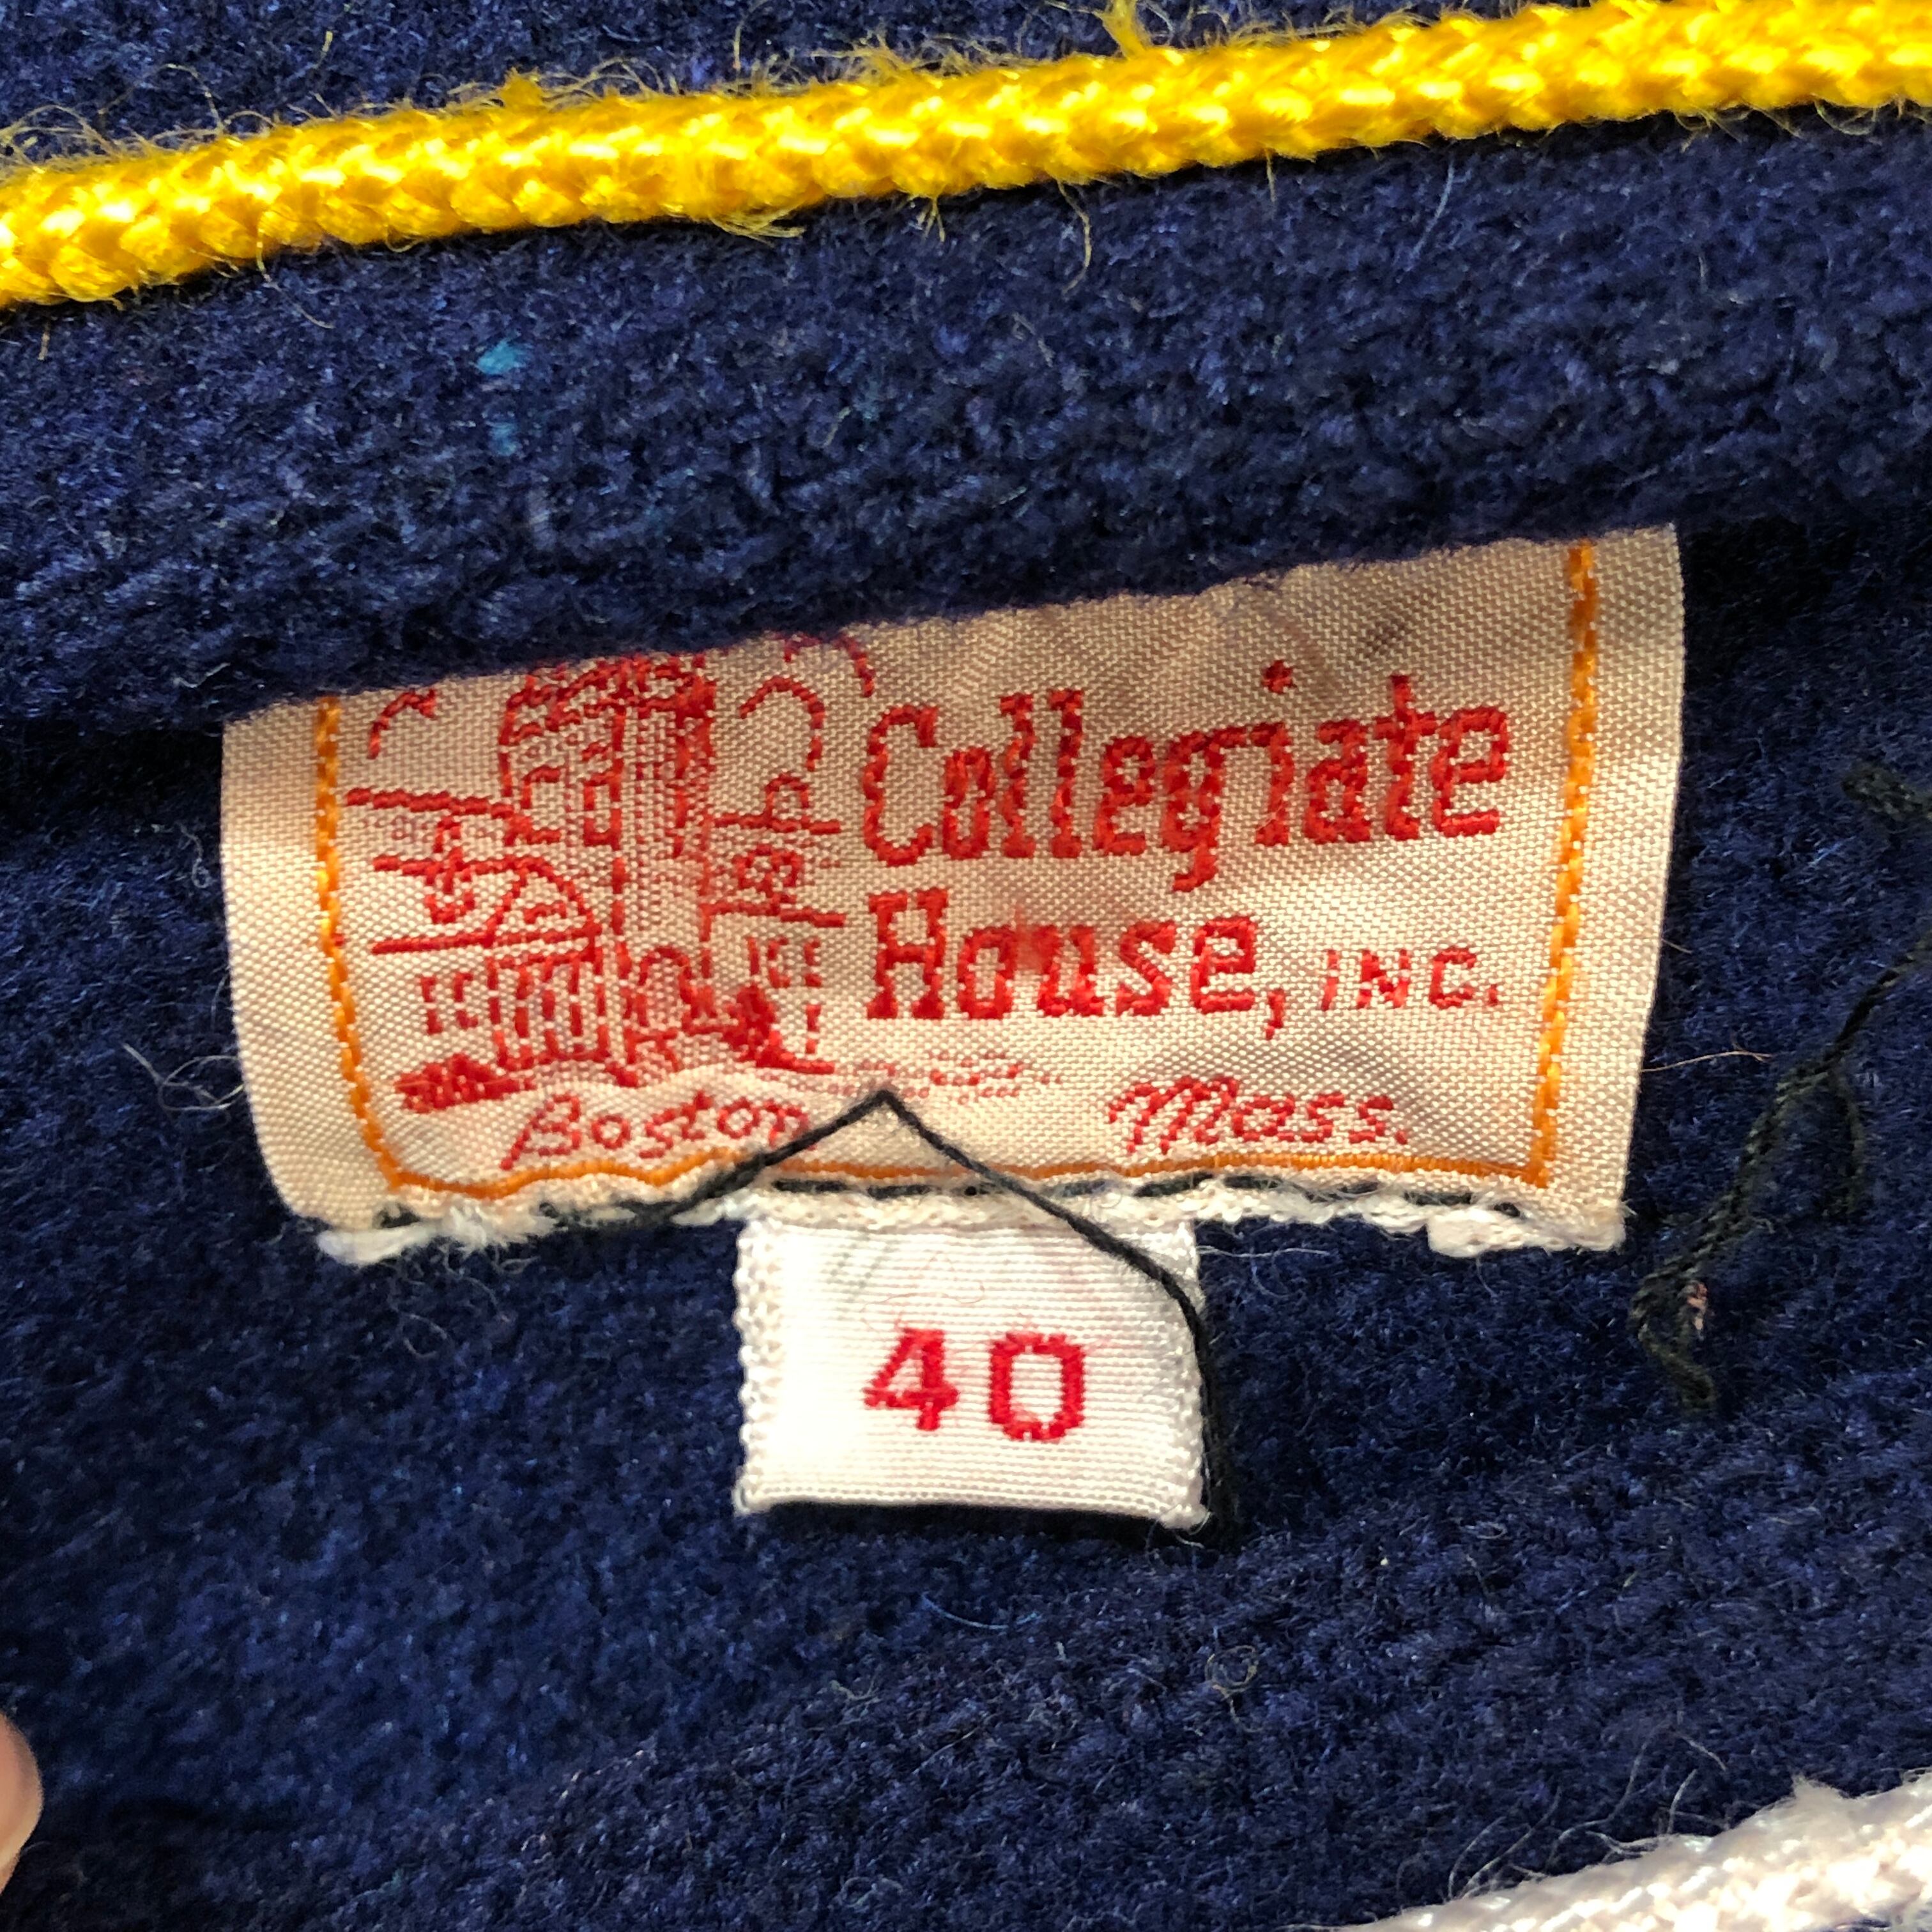 Collegiate
House, INC.
Boston Mass.
40